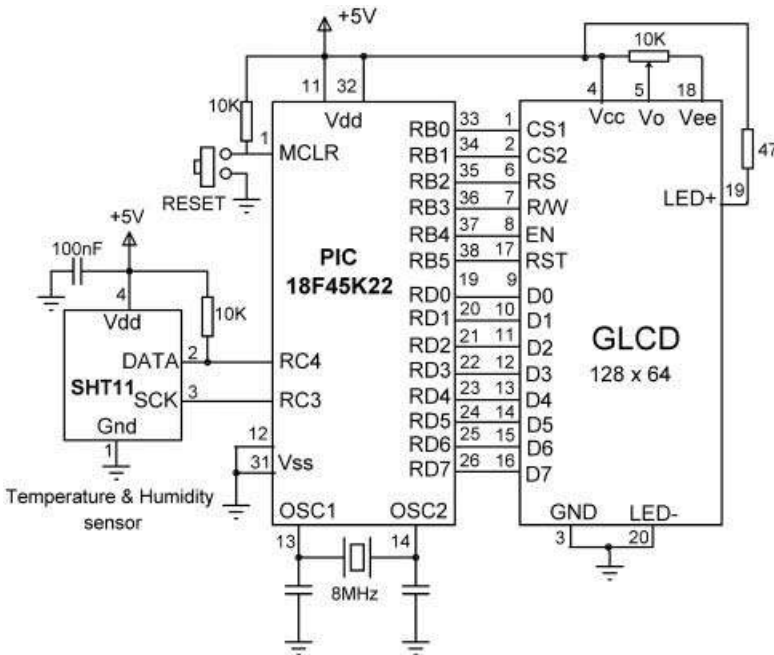 +5V
10K
4
5
18
Vcc
Vo
Vee
47
19
LED+
11
32
Vdd
10K
1
MCLR
RESET
PIC
18F45K22
RB0 33 1 CS1
RB1 34 2 CS2
RB2 35 6 RS
RB3 36 7 R/W
RB4 37 8 EN
RB5 38 17 RST
RD0 19 9 D0
RD1 20 10 D1
RD2 21 11 D2
RD3 22 12 D3
RD4 23 13 D4
RD5 24 14 D5
RD6 25 15 D6
RD7 26 16 D7
GLCD
128 x 64
+5V
100nF
4
Vdd
10K
DATA 2 RC4
SHT11
SCK 3 RC3
Gnd
1
Temperature & Humidity
sensor
12
31
Vss
OSC1
OSC2
13
14
8MHz
GND
LED-
3
20